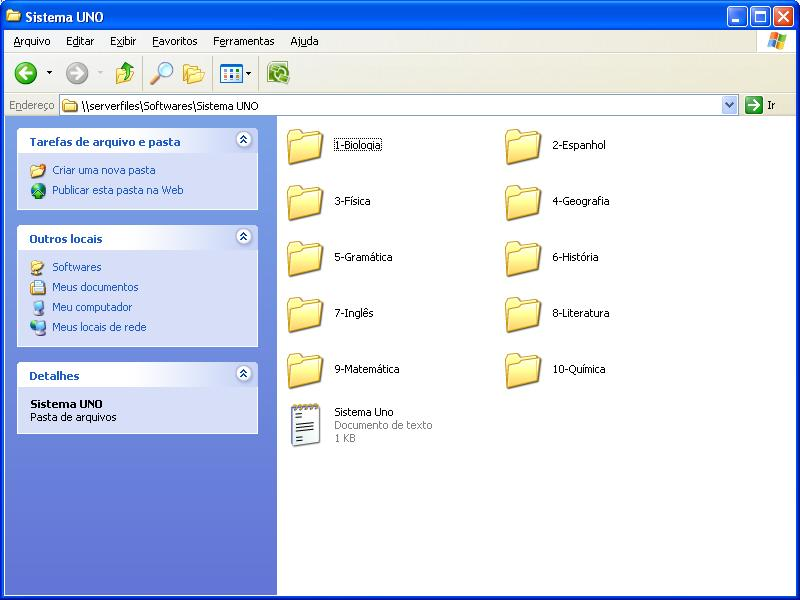 Sistema UNO
Arquivo Editar Exibir Favoritos Ferramentas Ajuda
Endereço \\serverfiles\Softwares\Sistema UNO Ir
Tarefas de arquivo e pasta
Criar uma nova pasta
Publicar esta pasta na Web
Outros locais
Softwares
Meus documentos
Meu computador
Meus locais de rede
Detalhes
Sistema UNO
Pasta de arquivos
1-Biologia
2-Espanhol
3-Física
4-Geografia
5-Gramática
6-História
7-Inglês
8-Literatura
9-Matemática
10-Química
Sistema Uno
Documento de texto
1 KB